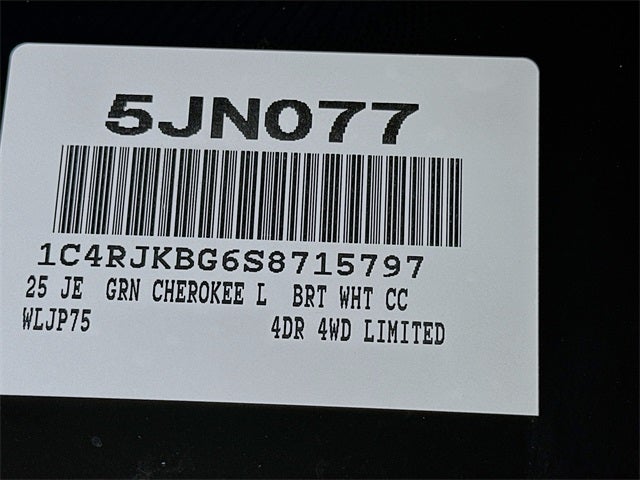 5JN077
1C4RJKBG6S8715797
25 JE GRN CHEROKEE L BRT WHT CC
WLJP75 4DR 4WD LIMITED